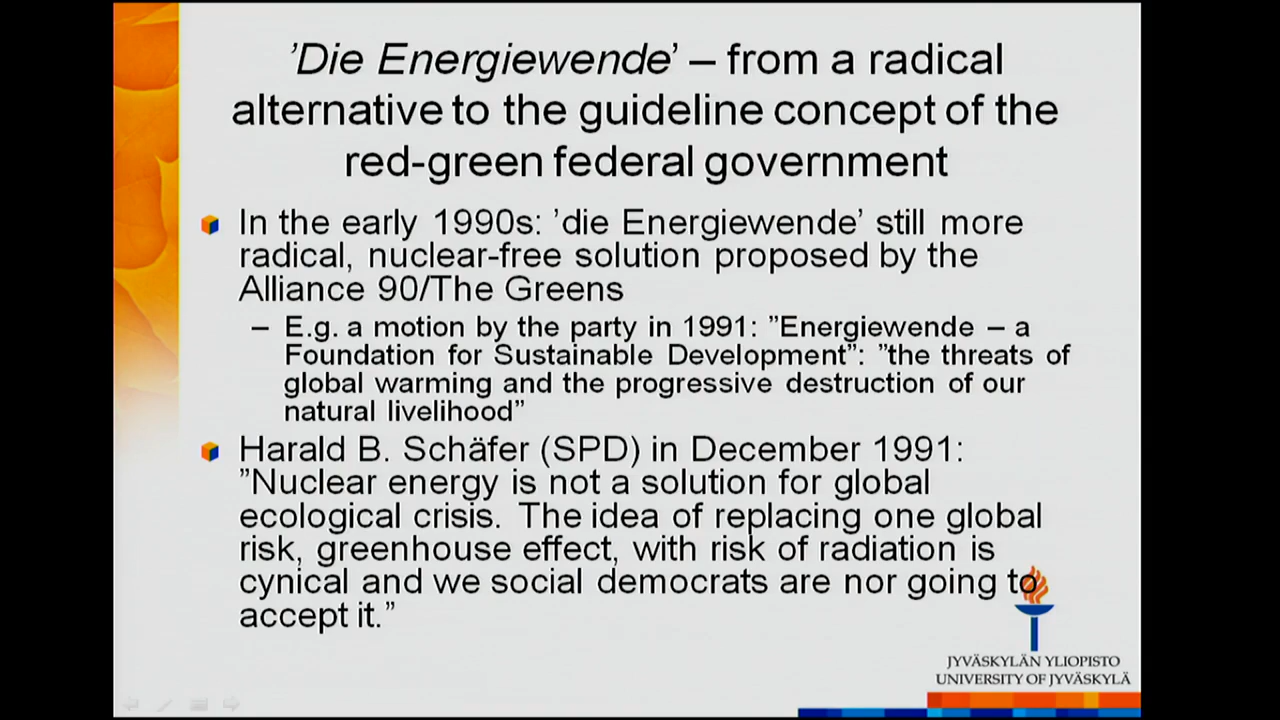 ’Die Energiewende’ – from a radical
alternative to the guideline concept of the
red-green federal government
In the early 1990s: ’die Energiewende’ still more
radical, nuclear-free solution proposed by the
Alliance 90/The Greens
– E.g. a motion by the party in 1991: ”Energiewende – a
Foundation for Sustainable Development”: ”the threats of
global warming and the progressive destruction of our
natural livelihood”
Harald B. Schäfer (SPD) in December 1991:
”Nuclear energy is not a solution for global
ecological crisis. The idea of replacing one global
risk, greenhouse effect, with risk of radiation is
cynical and we social democrats are nor going to
accept it.”
JYVÄSKYLÄN YLIOPISTO
UNIVERSITY OF JYVÄSKYLÄ